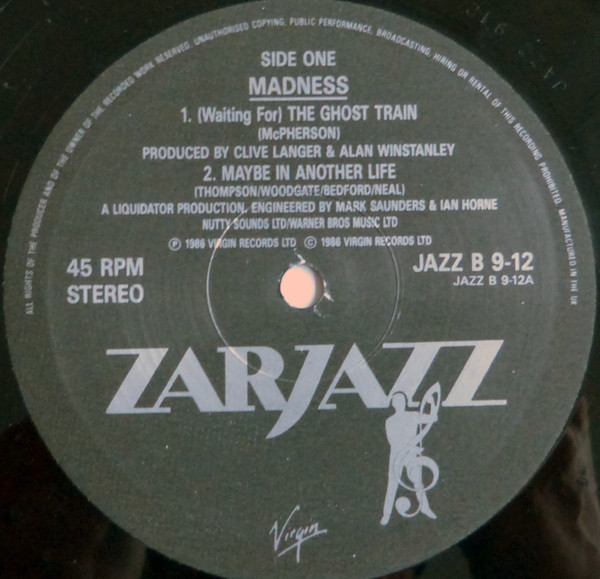 ALL RIGHTS OF THE PRODUCER AND OF THE OWNER OF THE RECORDED WORK RESERVED. UNAUTHORISED COPYING, PUBLIC PERFORMANCE, BROADCASTING, HIRING OR RENTAL OF THIS RECORDING PROHIBITED. MANUFACTURED IN THE UK
SIDE ONE
MADNESS
1. (Waiting For) THE GHOST TRAIN
(McPHERSON)
PRODUCED BY CLIVE LANGER & ALAN WINSTANLEY
2. MAYBE IN ANOTHER LIFE
(THOMPSON/WOODGATE/BEDFORD/NEAL)
A LIQUIDATOR PRODUCTION. ENGINEERED BY MARK SAUNDERS & IAN HORNE
NUTTY SOUNDS LTD/WARNER BROS MUSIC LTD
℗ 1986 VIRGIN RECORDS LTD © 1986 VIRGIN RECORDS LTD
45 RPM JAZZ B 9-12
STEREO JAZZ B 9-12A
ZARJAZZ
Virgin